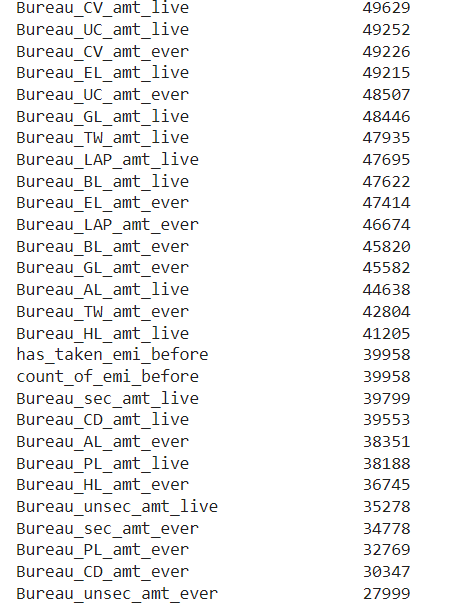 Bureau_CV_amt_live 49629
Bureau_UC_amt_live 49252
Bureau_CV_amt_ever 49226
Bureau_EL_amt_live 49215
Bureau_UC_amt_ever 48507
Bureau_GL_amt_live 48446
Bureau_TW_amt_live 47935
Bureau_LAP_amt_live 47695
Bureau_BL_amt_live 47622
Bureau_EL_amt_ever 47414
Bureau_LAP_amt_ever 46674
Bureau_BL_amt_ever 45820
Bureau_GL_amt_ever 45582
Bureau_AL_amt_live 44638
Bureau_TW_amt_ever 42804
Bureau_HL_amt_live 41205
has_taken_emi_before 39958
count_of_emi_before 39958
Bureau_sec_amt_live 39799
Bureau_CD_amt_live 39553
Bureau_AL_amt_ever 38351
Bureau_PL_amt_live 38188
Bureau_HL_amt_ever 36745
Bureau_unsec_amt_live 35278
Bureau_sec_amt_ever 34778
Bureau_PL_amt_ever 32769
Bureau_CD_amt_ever 30347
Bureau_unsec_amt_ever 27999